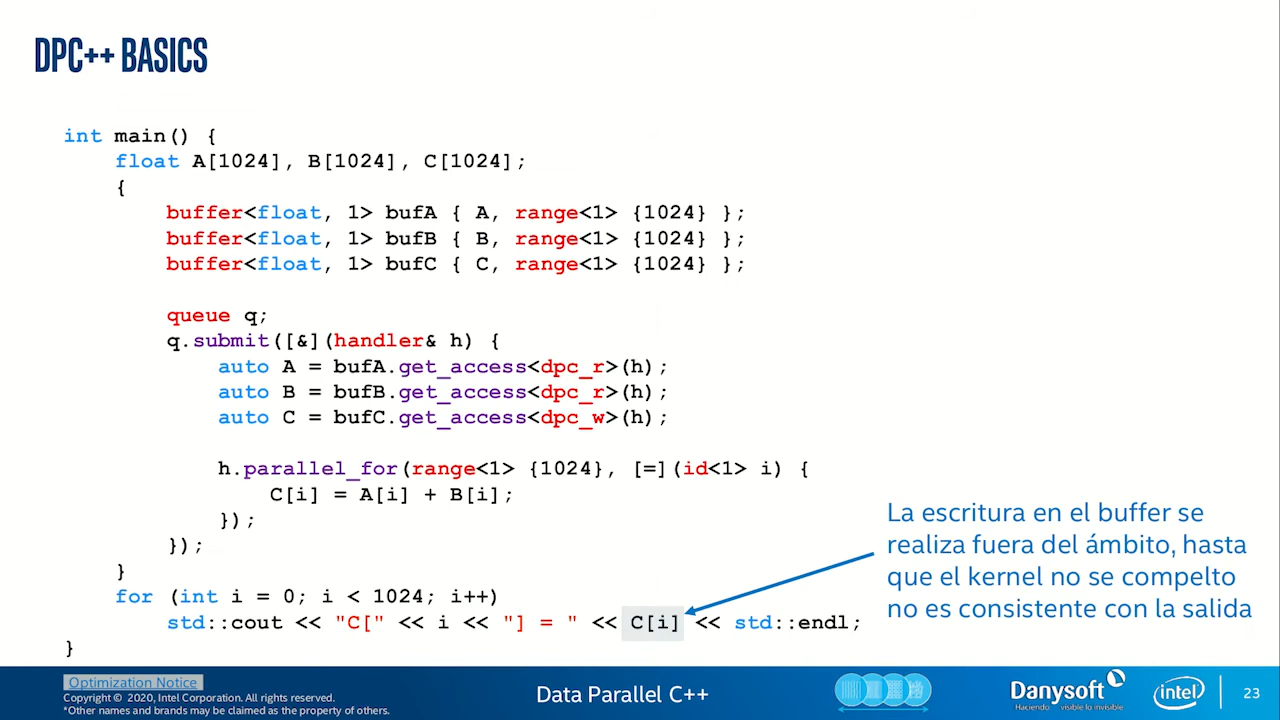 DPC++ BASICS
int main() {
float A[1024], B[1024], C[1024];
{
buffer<float, 1> bufA { A, range<1> {1024} };
buffer<float, 1> bufB { B, range<1> {1024} };
buffer<float, 1> bufC { C, range<1> {1024} };
queue q;
q.submit([&](handler& h) {
auto A = bufA.get_access<dpc_r>(h);
auto B = bufB.get_access<dpc_r>(h);
auto C = bufC.get_access<dpc_w>(h);
h.parallel_for(range<1> {1024}, [=](id<1> i) {
C[i] = A[i] + B[i];
});
});
}
for (int i = 0; i < 1024; i++)
std::cout << "C[" << i << "] = " << C[i] << std::endl;
}
La escritura en el buffer se
realiza fuera del ámbito, hasta
que el kernel no se compelto
no es consistente con la salida
Optimization Notice
Copyright © 2020, Intel Corporation. All rights reserved.
*Other names and brands may be claimed as the property of others.
Data Parallel C++
Danysoft
Haciendo visible lo invisible
intel
23